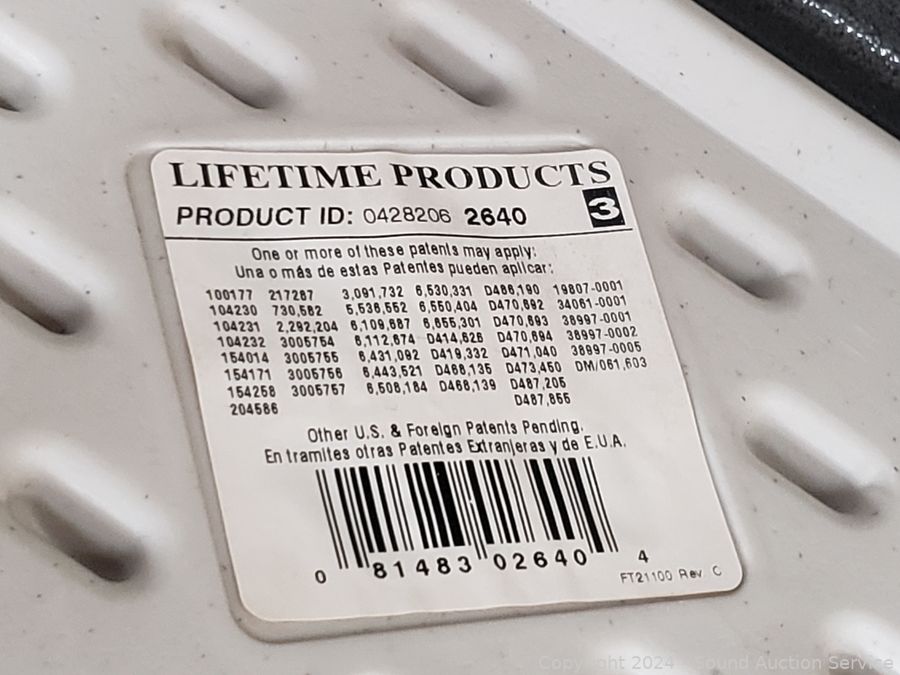 LIFETIME PRODUCTS
PRODUCT ID: 0428206 2640 3
One or more of these patents may apply:
Una o más de estas Patentes pueden aplicar:
100177 217287 3,091,732 6,530,331 D486,190 19807-0001
104230 730,582 5,536,552 6,550,404 D470,692 34061-0001
104231 2,292,204 6,109,687 6,655,301 D470,693 38997-0001
104232 3005754 6,112,674 D414,626 D470,694 38997-0002
154014 3005755 6,431,092 D419,332 D471,040 38997-0005
154171 3005756 6,443,521 D468,135 D473,450 DM/061,603
154258 3005757 6,508,184 D468,139 D487,205
204586 D487,855
Other U.S. & Foreign Patents Pending.
En tramites otras Patentes Extranjeras y de E.U.A.
0 81483 02640 4
FT21100 Rev C
Copyright 2024 - Sound Auction Service